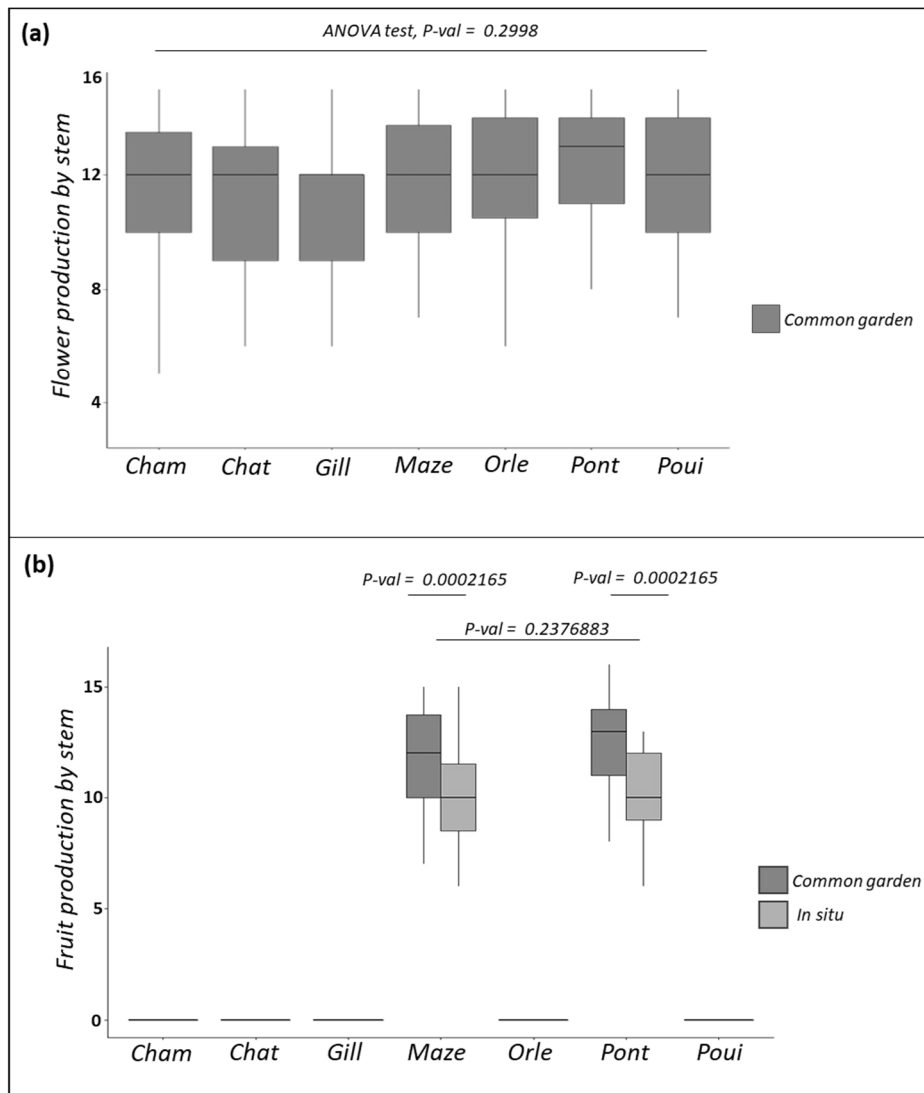 (a)
ANOVA test, P-val = 0.2998
Flower production by stem
16
12
8
4
Cham Chat Gill Maze Orle Pont Poui
Common garden
(b)
P-val = 0.0002165 P-val = 0.0002165
P-val = 0.2376883
Fruit production by stem
15
10
5
0
Cham Chat Gill Maze Orle Pont Poui
Common garden
In situ